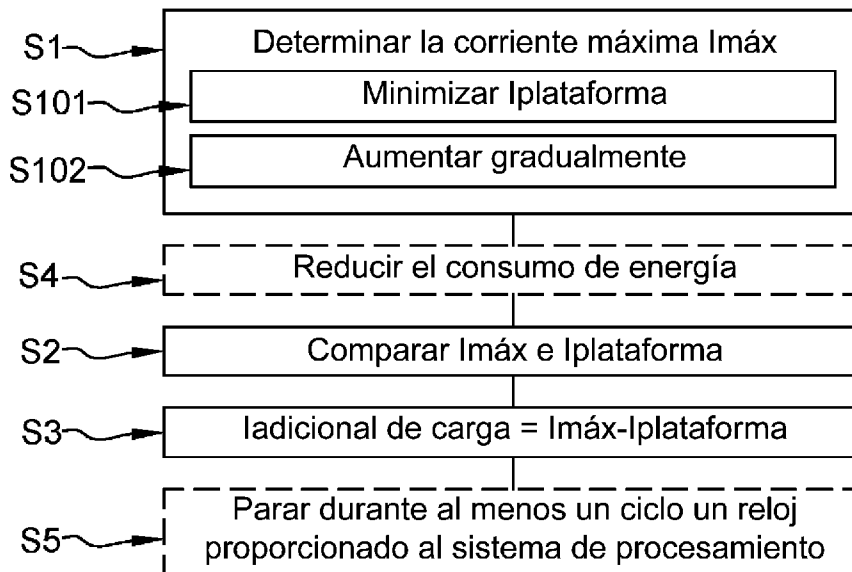 S1
Determinar la corriente máxima Imáx
S101
Minimizar Iplataforma
S102
Aumentar gradualmente
S4
Reducir el consumo de energía
S2
Comparar Imáx e Iplataforma
S3
Iadicional de carga = Imáx-Iplataforma
S5
Parar durante al menos un ciclo un reloj
proporcionado al sistema de procesamiento